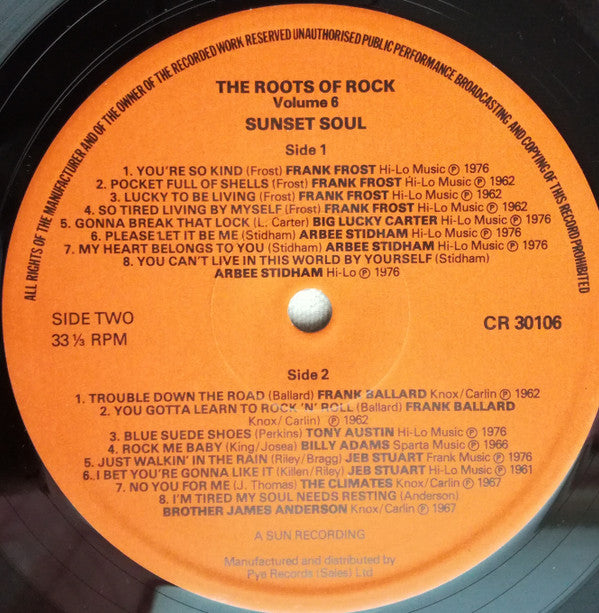 ALL RIGHTS OF THE MANUFACTURER AND OF THE OWNER OF THE RECORDED WORK RESERVED UNAUTHORISED PUBLIC PERFORMANCE BROADCASTING AND COPYING OF THIS RECORD PROHIBITED
THE ROOTS OF ROCK
Volume 6
SUNSET SOUL
Side 1
1. YOU'RE SO KIND (Frost) FRANK FROST Hi-Lo Music ℗ 1976
2. POCKET FULL OF SHELLS (Frost) FRANK FROST Hi-Lo Music ℗ 1962
3. LUCKY TO BE LIVING (Frost) FRANK FROST Hi-Lo Music ℗ 1962
4. SO TIRED LIVING BY MYSELF (Frost) FRANK FROST Hi-Lo Music ℗ 1962
5. GONNA BREAK THAT LOCK (L. Carter) BIG LUCKY CARTER Hi-Lo Music ℗ 1976
6. PLEASE LET IT BE ME (Stidham) ARBEE STIDHAM Hi-Lo Music ℗ 1976
7. MY HEART BELONGS TO YOU (Stidham) ARBEE STIDHAM Hi-Lo Music ℗ 1976
8. YOU CAN'T LIVE IN THIS WORLD BY YOURSELF (Stidham)
ARBEE STIDHAM Hi-Lo ℗ 1976
SIDE TWO
33⅓ RPM
CR 30106
Side 2
1. TROUBLE DOWN THE ROAD (Ballard) FRANK BALLARD Knox/Carlin ℗ 1962
2. YOU GOTTA LEARN TO ROCK 'N' ROLL (Ballard) FRANK BALLARD
Knox/Carlin) ℗ 1962
3. BLUE SUEDE SHOES (Perkins) TONY AUSTIN Hi-Lo Music ℗ 1976
4. ROCK ME BABY (King/Josea) BILLY ADAMS Sparta Music ℗ 1966
5. JUST WALKIN' IN THE RAIN (Riley/Bragg) JEB STUART Frank Music ℗ 1976
6. I BET YOU'RE GONNA LIKE IT (Killen/Riley) JEB STUART Hi-Lo Music ℗ 1961
7. NO YOU FOR ME (J. Thomas) THE CLIMATES Knox/Carlin ℗ 1967
8. I'M TIRED MY SOUL NEEDS RESTING (Anderson)
BROTHER JAMES ANDERSON Knox/Carlin ℗ 1967
A SUN RECORDING
Manufactured and distributed by
Pye Records (Sales) Ltd